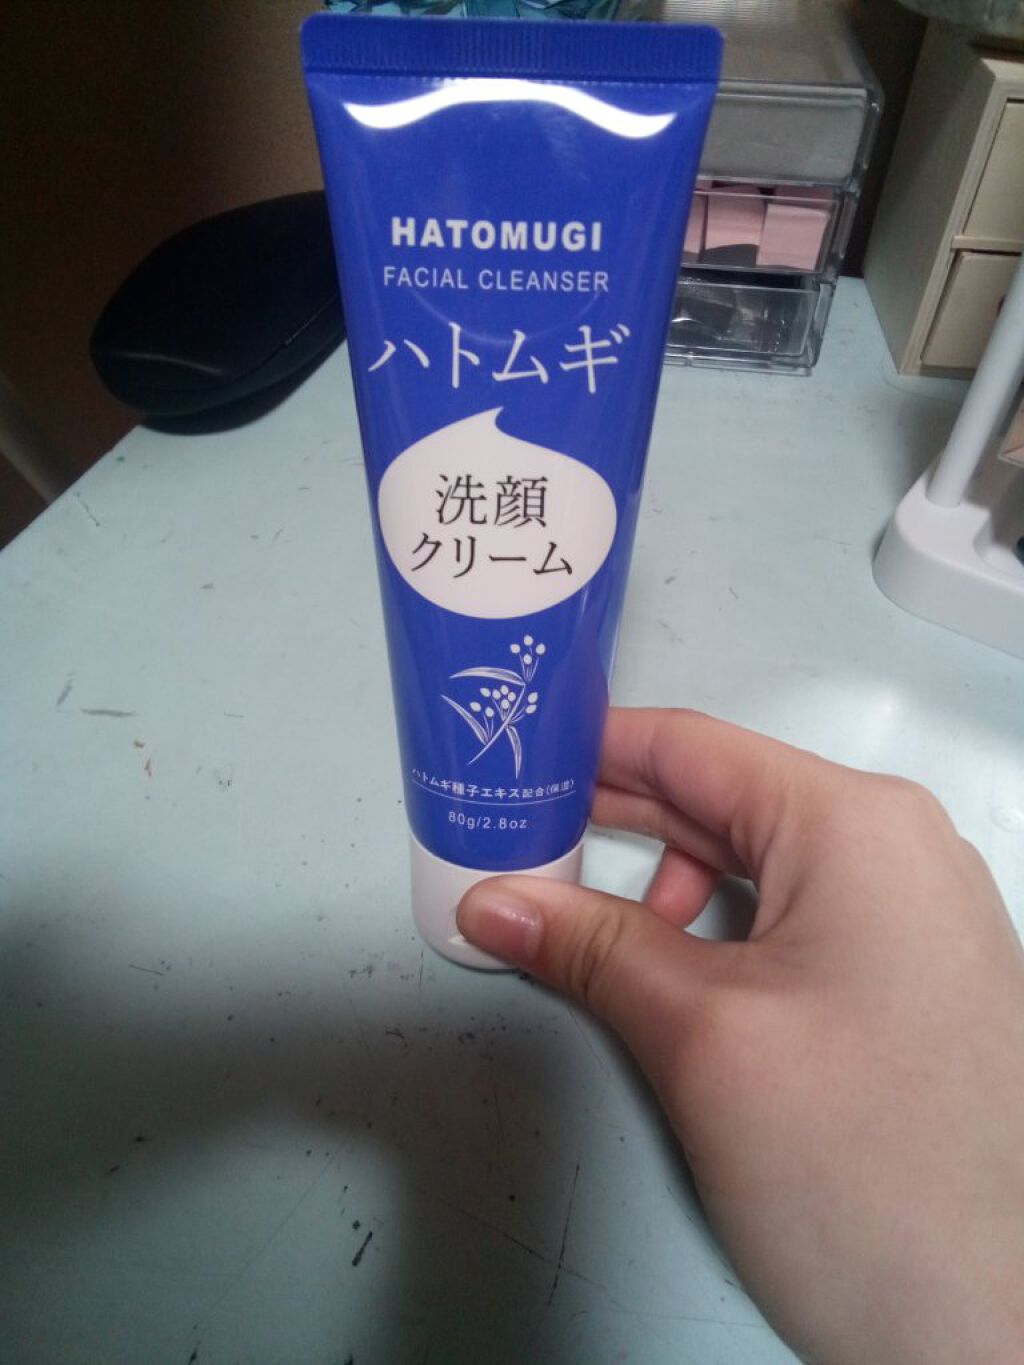 HATOMUGI
FACIAL CLEANSER
ハトムギ
洗顔
クリーム
ハトムギ種子エキス配合(保湿)
80g/2.8oz